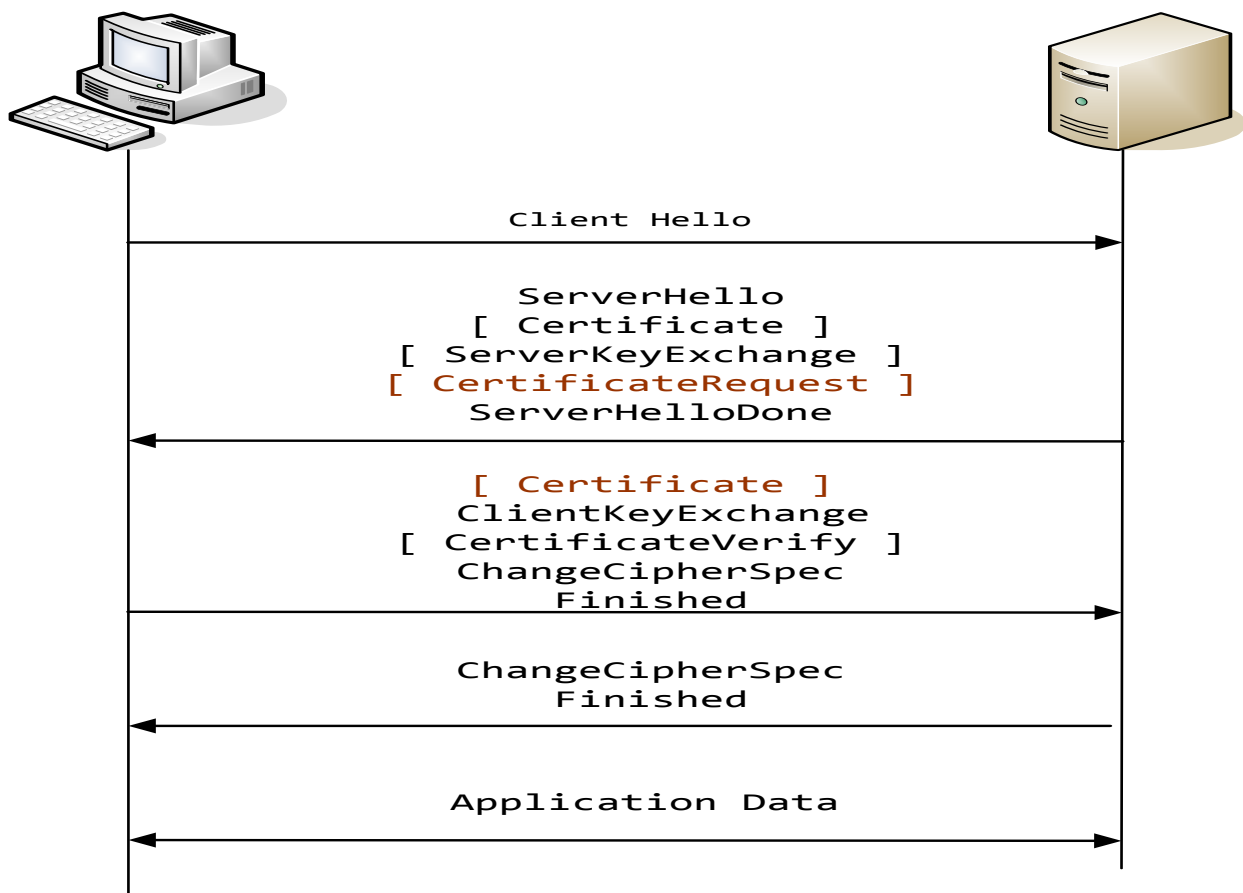 Client Hello
ServerHello
[ Certificate ]
[ ServerKeyExchange ]
[ CertificateRequest ]
ServerHelloDone
[ Certificate ]
ClientKeyExchange
[ CertificateVerify ]
ChangeCipherSpec
Finished
ChangeCipherSpec
Finished
Application Data